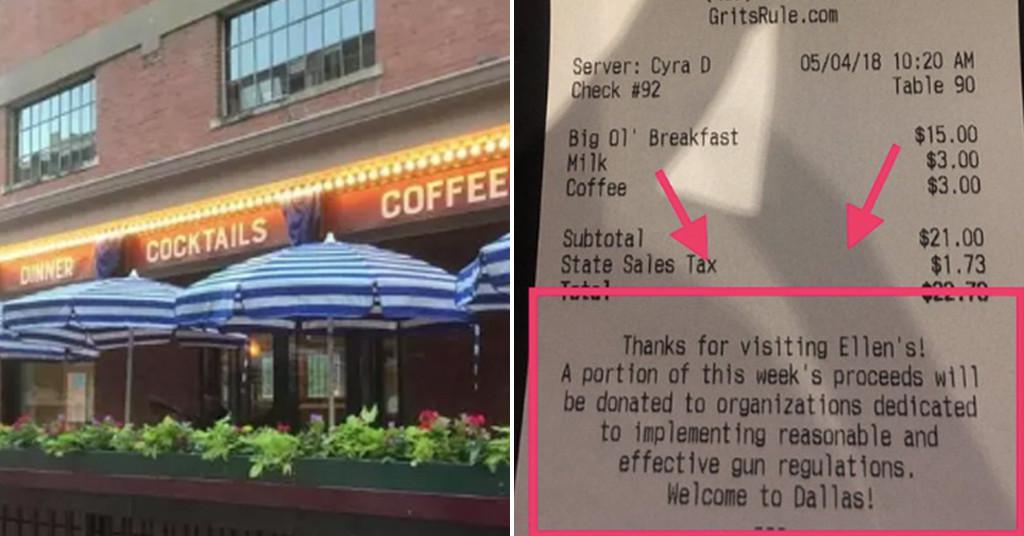 DINNER
COCKTAILS
COFFEE
GritsRule.com
Server: Cyra D 05/04/18 10:20 AM
Check #92 Table 90
Big Ol' Breakfast $15.00
Milk $3.00
Coffee $3.00
Subtotal $21.00
State Sales Tax $1.73
Total
Thanks for visiting Ellen's!
A portion of this week's proceeds will
be donated to organizations dedicated
to implementing reasonable and
effective gun regulations.
Welcome to Dallas!
---